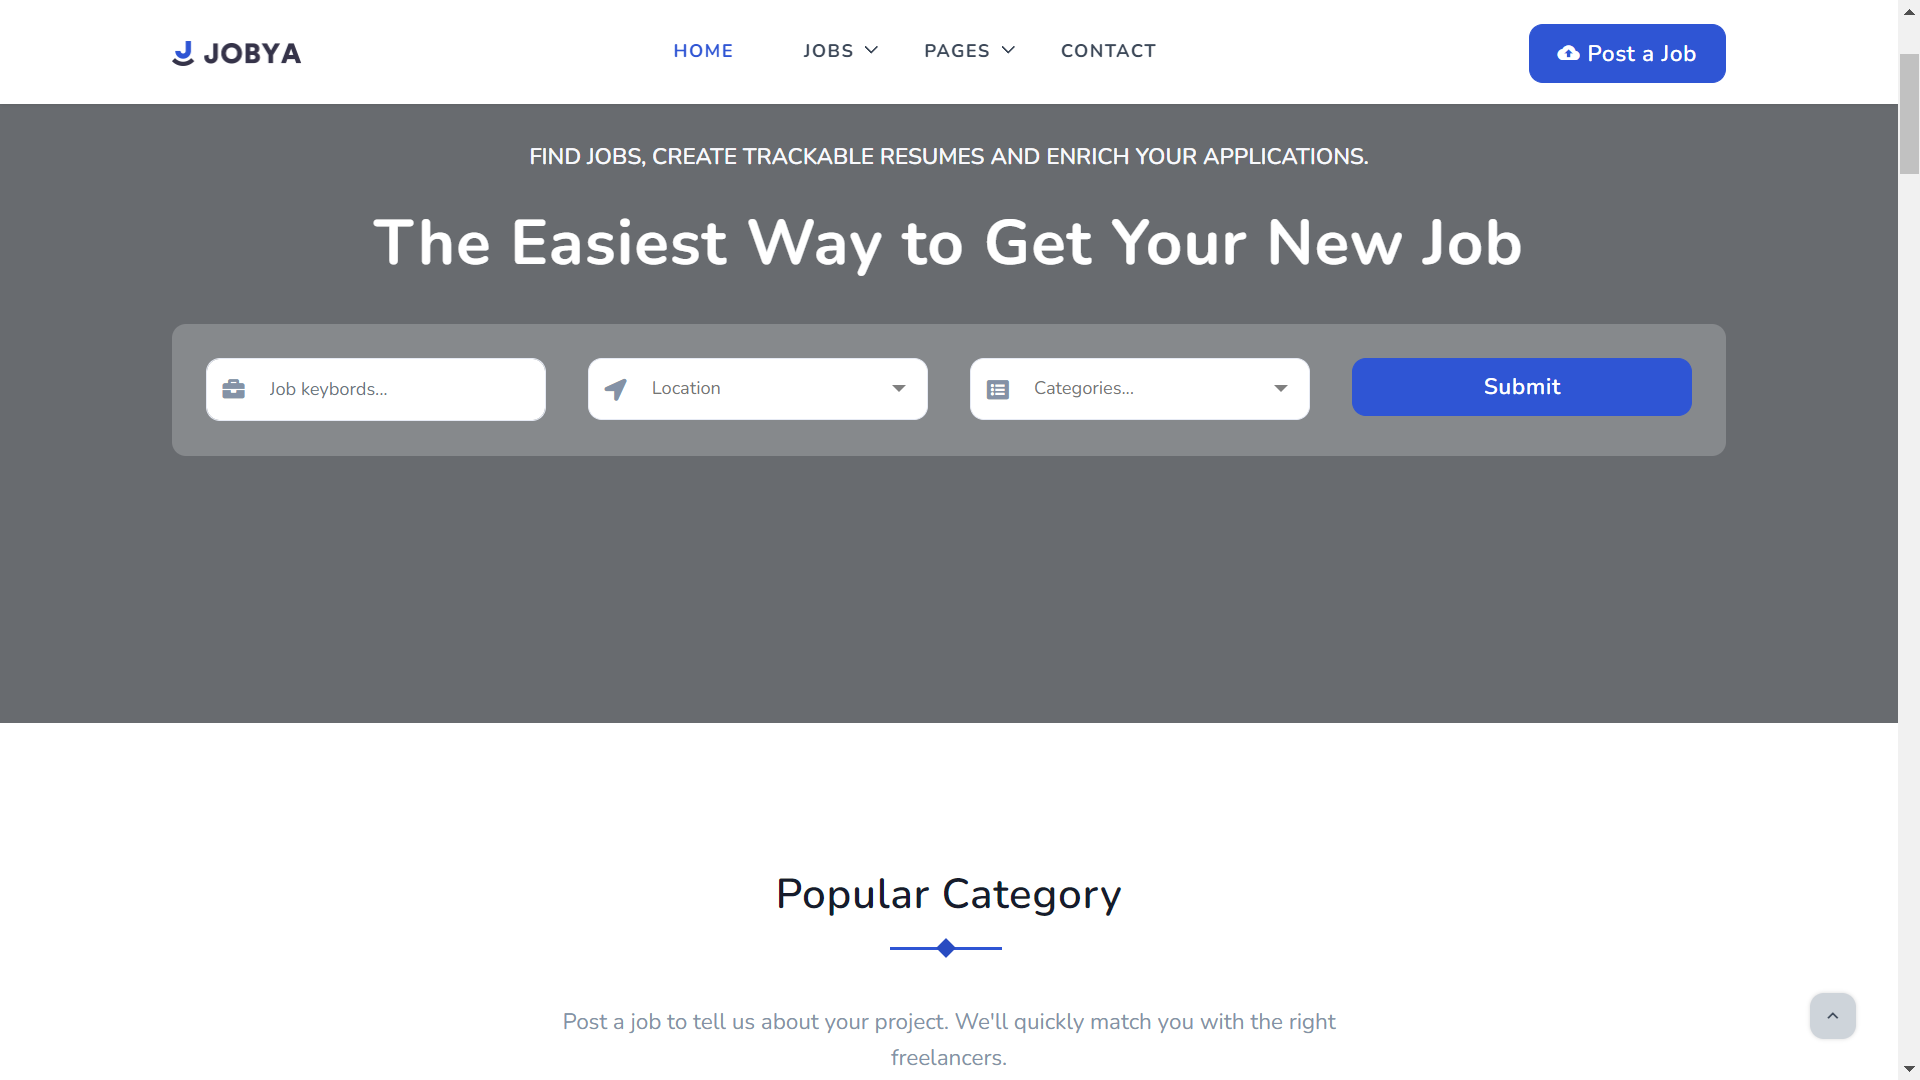 JOBYA
HOME
JOBS
PAGES
CONTACT
Post a Job
FIND JOBS, CREATE TRACKABLE RESUMES AND ENRICH YOUR APPLICATIONS.
The Easiest Way to Get Your New Job
Job keybords...
Location
Categories...
Submit
Popular Category
Post a job to tell us about your project. We'll quickly match you with the right
freelancers.